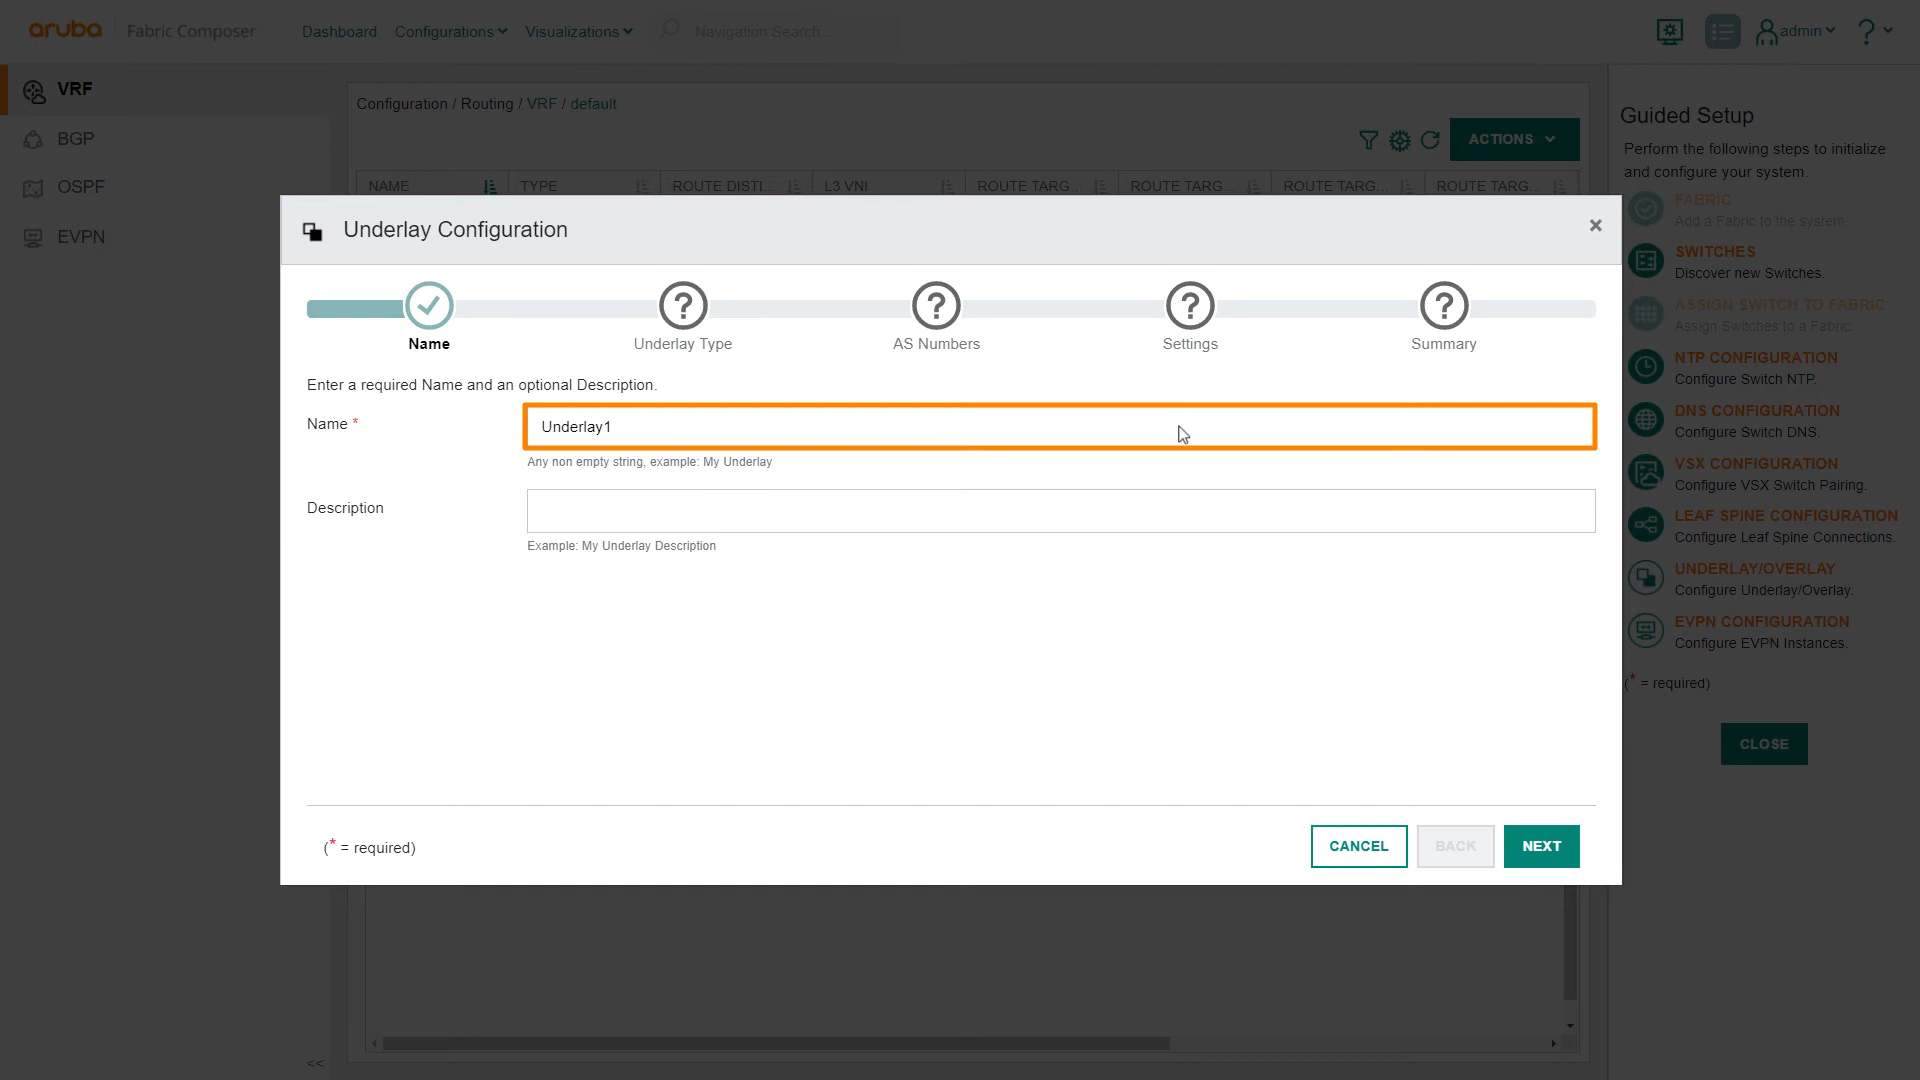 aruba Fabric Composer Dashboard Configurations Visualizations Navigation Search... admin ?
VRF
BGP
OSPF
EVPN
<<
Configuration / Routing / VRF / default
ACTIONS
NAME TYPE ROUTE DISTI... L3 VNI ROUTE TARG... ROUTE TARG... ROUTE TARG... ROUTE TARG...
Underlay Configuration
×
? ? ? ?
Name Underlay Type AS Numbers Settings Summary
Enter a required Name and an optional Description.
Name * Underlay1
Any non empty string, example: My Underlay
Description
Example: My Underlay Description
(* = required)
CANCEL BACK NEXT
Guided Setup
Perform the following steps to initialize
and configure your system.
FABRIC
Add a Fabric to the system.
SWITCHES
Discover new Switches.
ASSIGN SWITCH TO FABRIC
Assign Switches to a Fabric.
NTP CONFIGURATION
Configure Switch NTP.
DNS CONFIGURATION
Configure Switch DNS.
VSX CONFIGURATION
Configure VSX Switch Pairing.
LEAF SPINE CONFIGURATION
Configure Leaf Spine Connections.
UNDERLAY/OVERLAY
Configure Underlay/Overlay.
EVPN CONFIGURATION
Configure EVPN Instances.
(* = required)
CLOSE